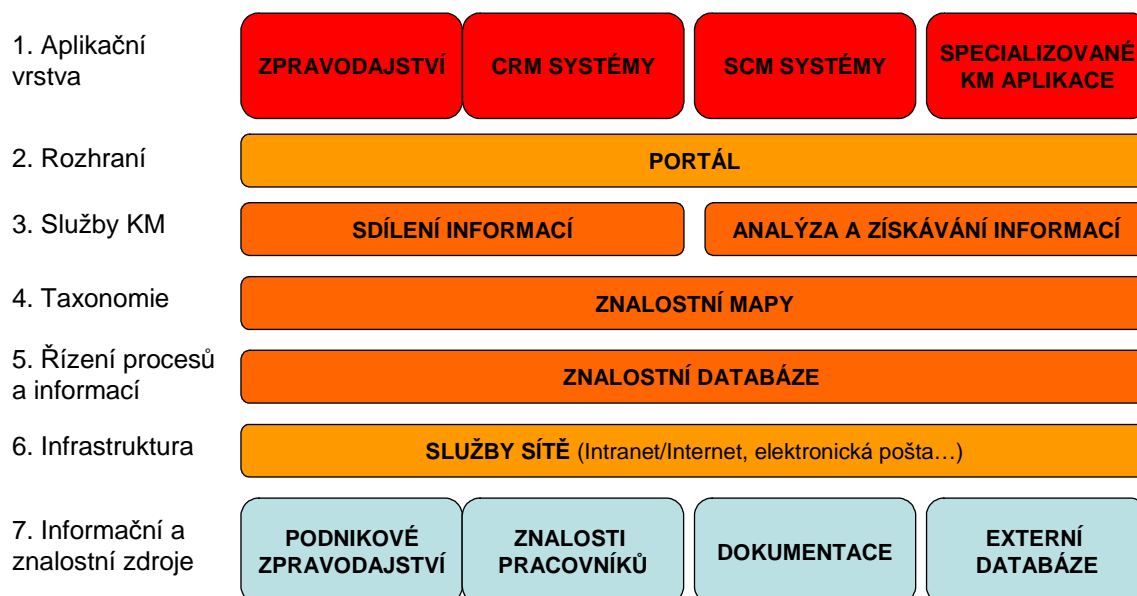 1. Aplikační
vrstva
ZPRAVODAJSTVÍ
CRM SYSTÉMY
SCM SYSTÉMY
SPECIALIZOVANÉ
KM APLIKACE
2. Rozhraní
PORTÁL
3. Služby KM
SDÍLENÍ INFORMACÍ
ANALÝZA A ZÍSKÁVÁNÍ INFORMACÍ
4. Taxonomie
ZNALOSTNÍ MAPY
5. Řízení procesů
a informací
ZNALOSTNÍ DATABÁZE
6. Infrastruktura
SLUŽBY SÍTĚ (Intranet/Internet, elektronická pošta…)
7. Informační a
znalostní zdroje
PODNIKOVÉ
ZPRAVODAJSTVÍ
ZNALOSTI
PRACOVNÍKŮ
DOKUMENTACE
EXTERNÍ
DATABÁZE